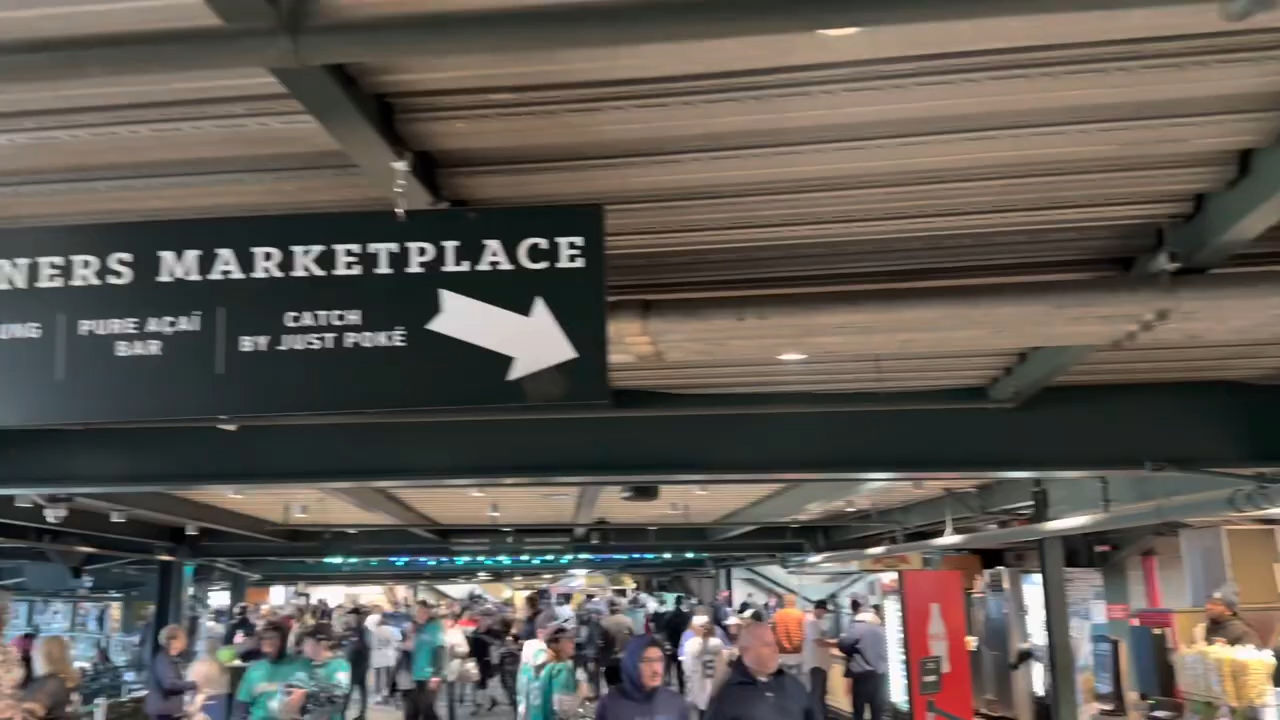 NERS MARKETPLACE
UNG
PURE AÇAÍ
BAR
CATCH
BY JUST POKÉ